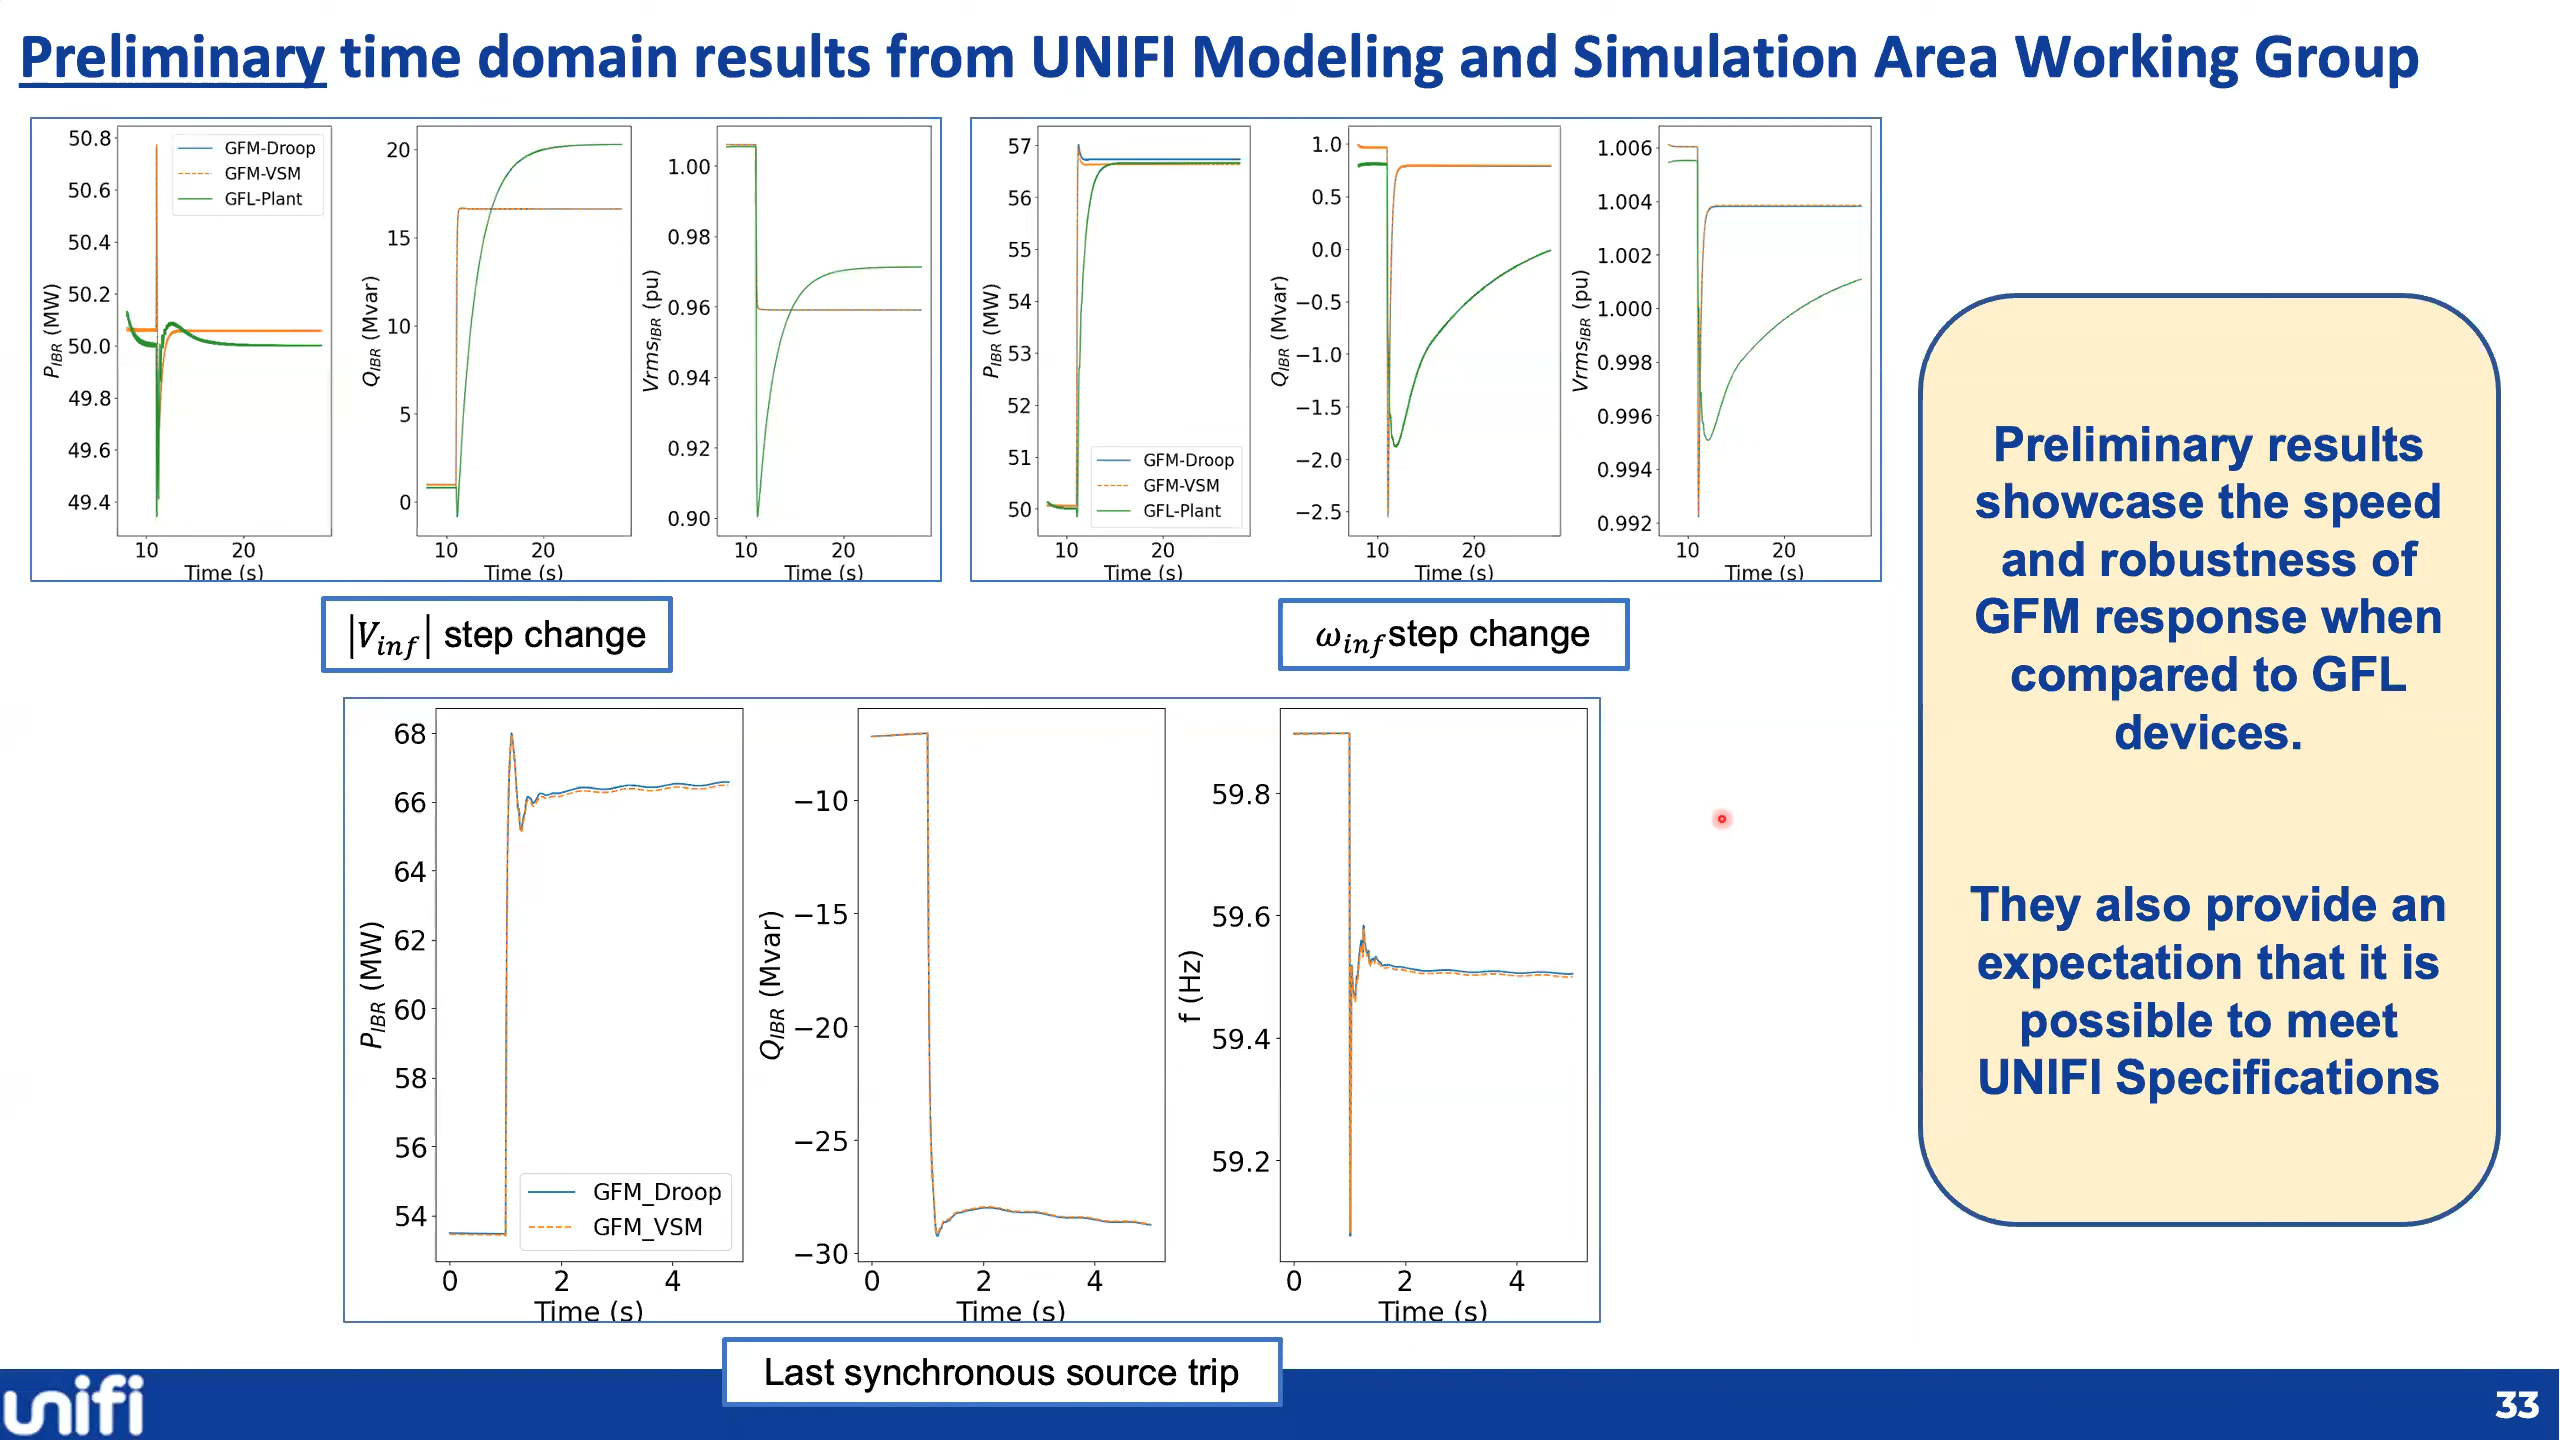 Preliminary time domain results from UNIFI Modeling and Simulation Area Working Group
50.8
50.6
50.4
50.2
50.0
49.8
49.6
49.4
P_IBR (MW)
GFM-Droop
GFM-VSM
GFL-Plant
10 20
Time (s)
20
15
10
5
0
Q_IBR (Mvar)
10 20
Time (s)
1.00
0.98
0.96
0.94
0.92
0.90
Vrms_IBR (pu)
10 20
Time (s)
57
56
55
54
53
52
51
50
P_IBR (MW)
GFM-Droop
GFM-VSM
GFL-Plant
10 20
Time (s)
1.0
0.5
0.0
−0.5
−1.0
−1.5
−2.0
−2.5
Q_IBR (Mvar)
10 20
Time (s)
1.006
1.004
1.002
1.000
0.998
0.996
0.994
0.992
Vrms_IBR (pu)
10 20
Time (s)
|V_inf| step change
ω_inf step change
68
66
64
62
60
58
56
54
P_IBR (MW)
GFM_Droop
GFM_VSM
0 2 4
Time (s)
−10
−15
−20
−25
−30
Q_IBR (Mvar)
0 2 4
Time (s)
59.8
59.6
59.4
59.2
f (Hz)
0 2 4
Time (s)
Last synchronous source trip
Preliminary results
showcase the speed
and robustness of
GFM response when
compared to GFL
devices.
They also provide an
expectation that it is
possible to meet
UNIFI Specifications
unifi
33